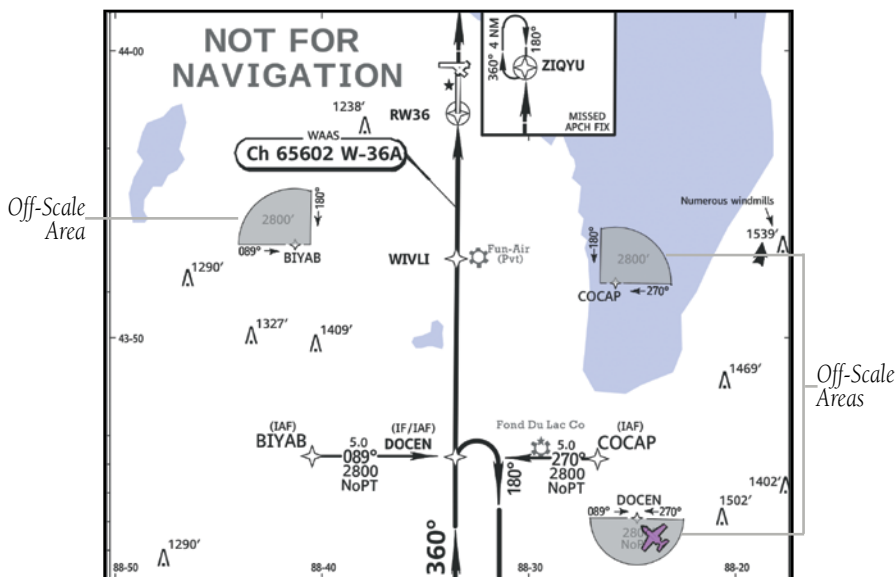 44-00
NOT FOR
NAVIGATION
360° 4 NM
180°
ZIQYU
MISSED
APCH FIX
RW36
1238'
WAAS
Ch 65602 W-36A
Off-Scale
Area
2800'
180°
089°
BIYAB
WIVLI
Fun-Air
(Pvt)
Numerous windmills
1539'
180°
2800'
COCAP
270°
1290'
1327'
1409'
43-50
1469'
Off-Scale
Areas
(IAF)
BIYAB
5.0
089°
2800
NoPT
(IF/IAF)
DOCEN
180°
Fond Du Lac Co
5.0
270°
2800
NoPT
(IAF)
COCAP
1402'
1502'
DOCEN
089°
270°
1290'
360°
88-50
88-40
88-30
88-20